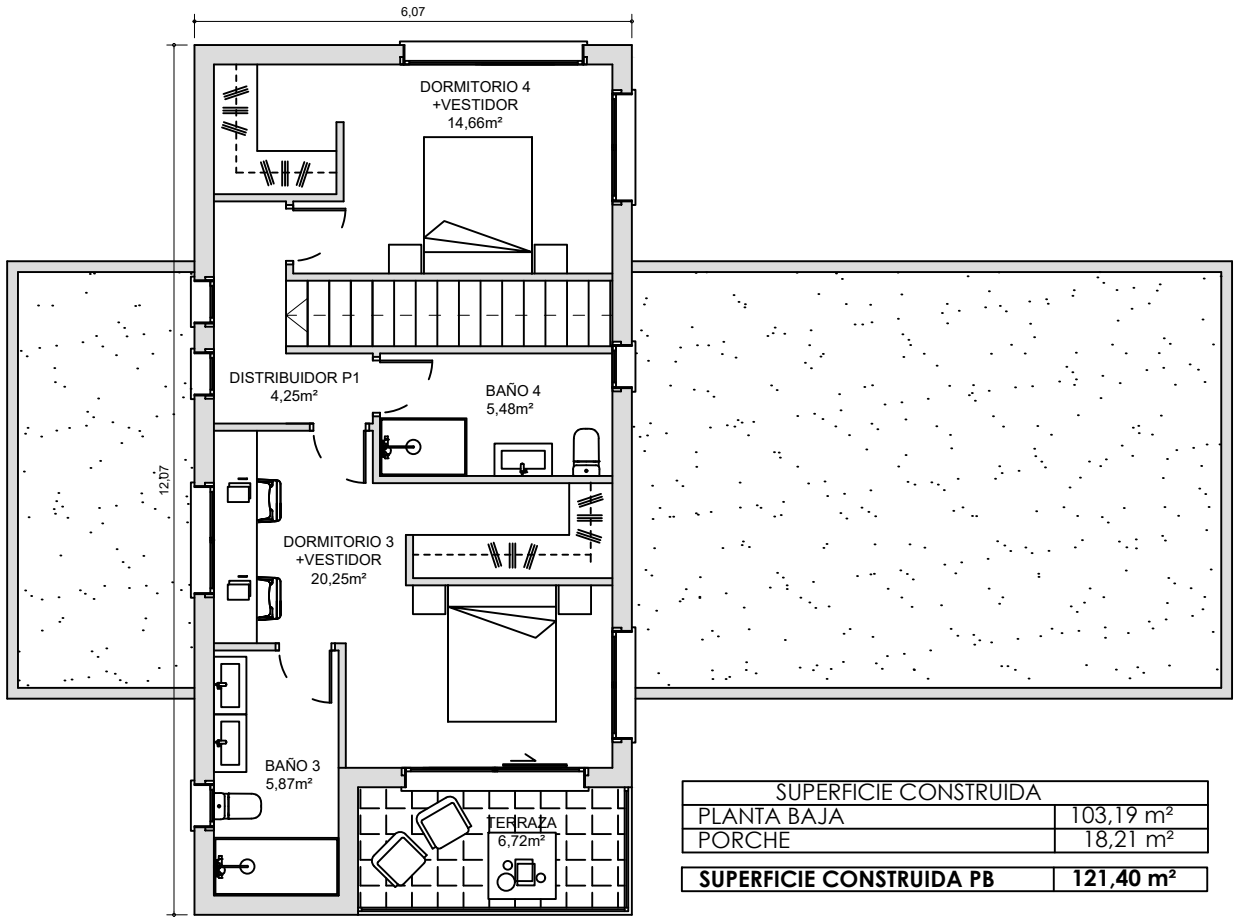 6,07
DORMITORIO 4
+VESTIDOR
14,66m²
DISTRIBUIDOR P1
4,25m²
BAÑO 4
5,48m²
12,07
DORMITORIO 3
+VESTIDOR
20,25m²
BAÑO 3
5,87m²
TERRAZA
6,72m²
SUPERFICIE CONSTRUIDA
PLANTA BAJA 103,19 m²
PORCHE 18,21 m²
SUPERFICIE CONSTRUIDA PB 121,40 m²